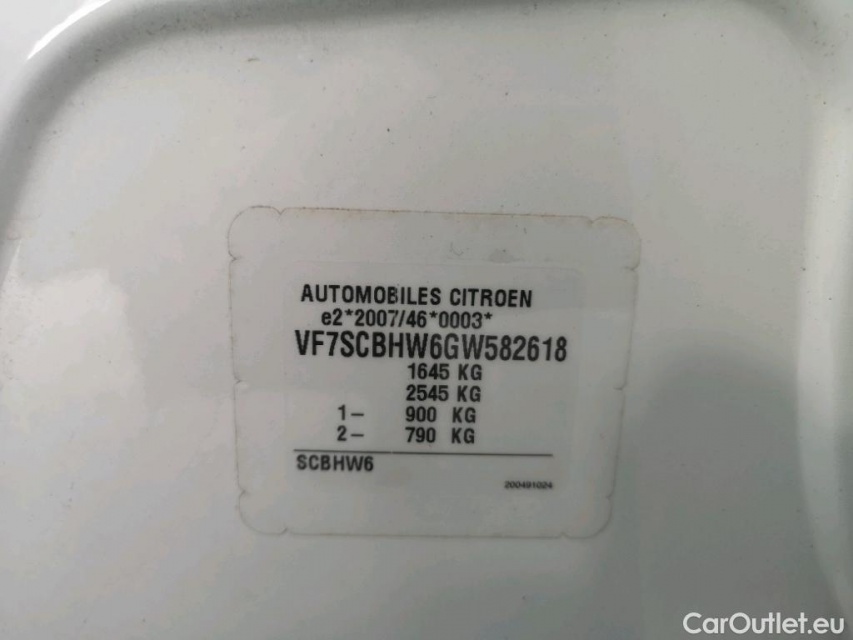 AUTOMOBILES CITROEN
e2*2007/46*0003*
VF7SCBHW6GW582618
1645 KG
2545 KG
1- 900 KG
2- 790 KG
SCBHW6
200491024
CarOutlet.eu